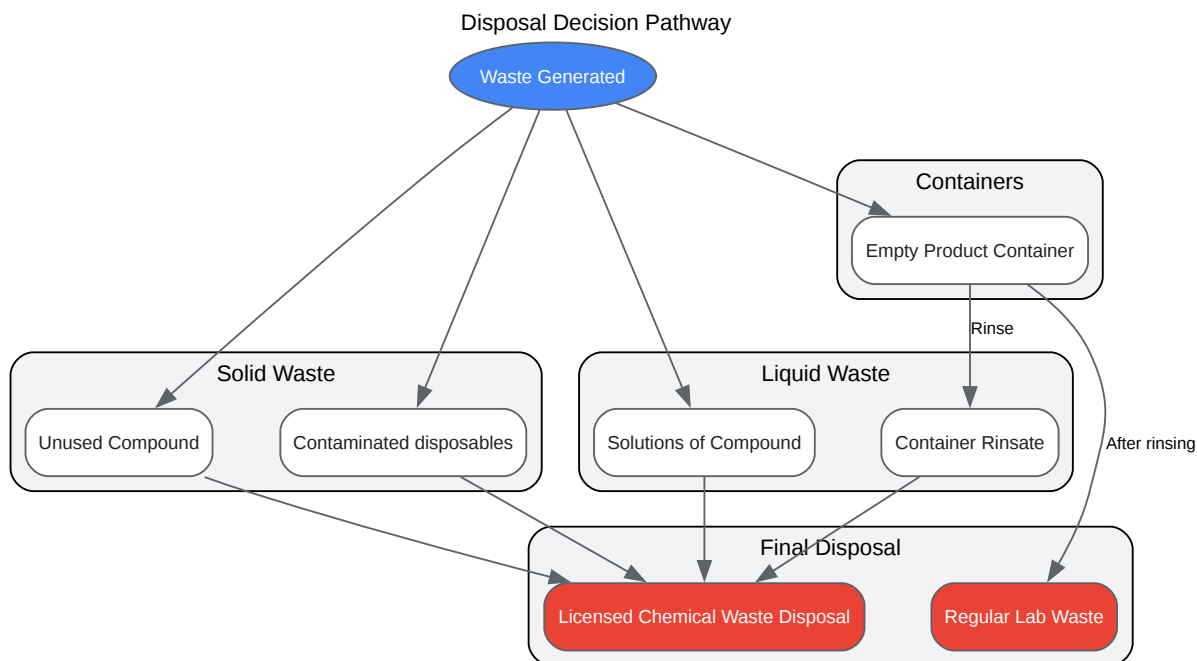 Disposal Decision Pathway
Waste Generated
Containers
Empty Product Container
Rinse
Solid Waste
Liquid Waste
Unused Compound
Contaminated disposables
Solutions of Compound
Container Rinsate
After rinsing
Final Disposal
Licensed Chemical Waste Disposal
Regular Lab Waste